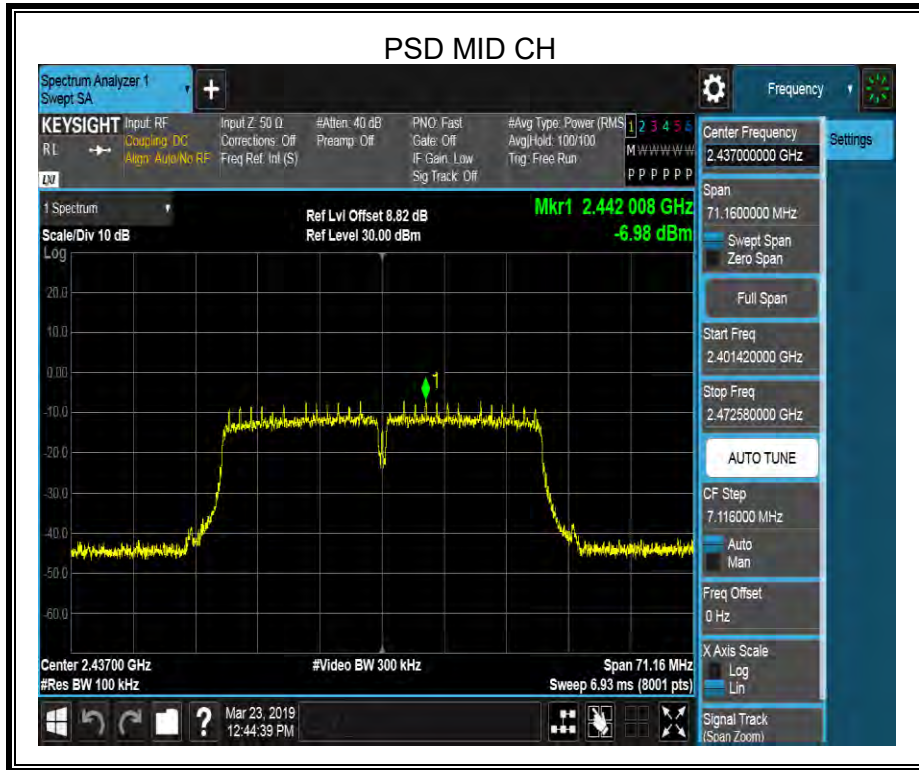 PSD MID CH
Spectrum Analyzer 1
Swept SA
+
Frequency
KEYSIGHT
RL
LXI
Input: RF
Coupling: DC
Align: Auto/No RF
Input Z: 50 Ω
Corrections: Off
Freq Ref: Int (S)
#Atten: 40 dB
Preamp: Off
PNO: Fast
Gate: Off
IF Gain: Low
Sig Track: Off
#Avg Type: Power (RMS
Avg|Hold: 100/100
Trig: Free Run
1 2 3 4 5 6
M W W W W W
P P P P P P
1 Spectrum
Scale/Div 10 dB
Log
Ref Lvl Offset 8.82 dB
Ref Level 30.00 dBm
Mkr1 2.442 008 GHz
-6.98 dBm
1
20.0
10.0
0.00
-10.0
-20.0
-30.0
-40.0
-50.0
-60.0
Center 2.43700 GHz
#Res BW 100 kHz
#Video BW 300 kHz
Span 71.16 MHz
Sweep 6.93 ms (8001 pts)
?
Mar 23, 2019
12:44:39 PM
Center Frequency
2.437000000 GHz
Settings
Span
71.1600000 MHz
Swept Span
Zero Span
Full Span
Start Freq
2.401420000 GHz
Stop Freq
2.472580000 GHz
AUTO TUNE
CF Step
7.116000 MHz
Auto
Man
Freq Offset
0 Hz
X Axis Scale
Log
Lin
Signal Track
(Span Zoom)